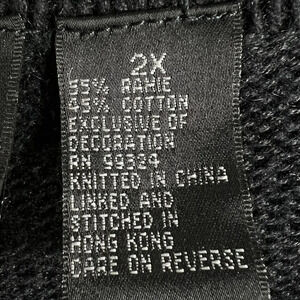 2X
55% RAMIE
45% COTTON
EXCLUSIVE OF
DECORATION
RN 99334
KNITTED IN CHINA
LINKED AND
STITCHED IN
HONG KONG
CARE ON REVERSE